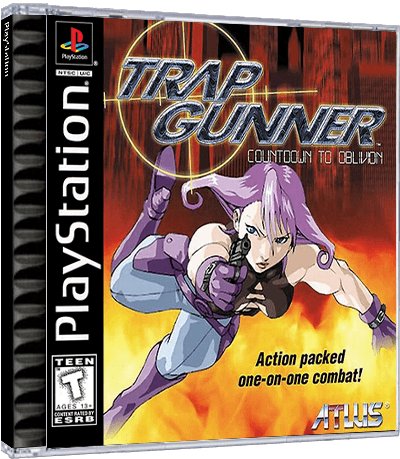 PlayStation
PlayStation
NTSC U/C
PlayStation
TRAP
GUNNER
COUNTDOWN TO OBLIVION
Action packed
one-on-one combat!
TEEN
T
AGES 13+
CONTENT RATED BY
ESRB
ATLUS